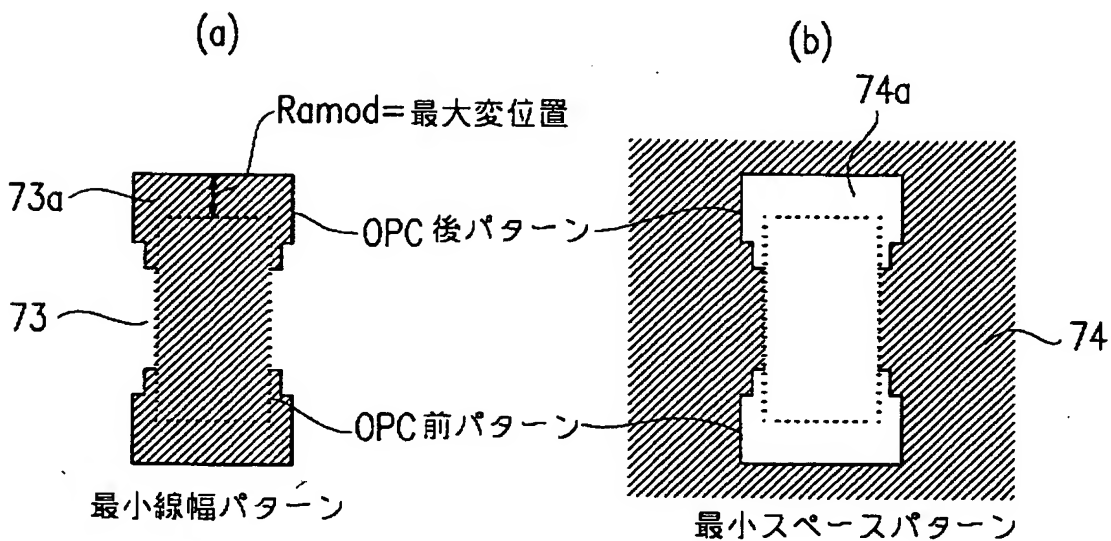 (a)
(b)
74a
Ramod=最大変位置
73a
OPC後パターン
73
74
OPC前パターン
最小線幅パターン
最小スペースパターン